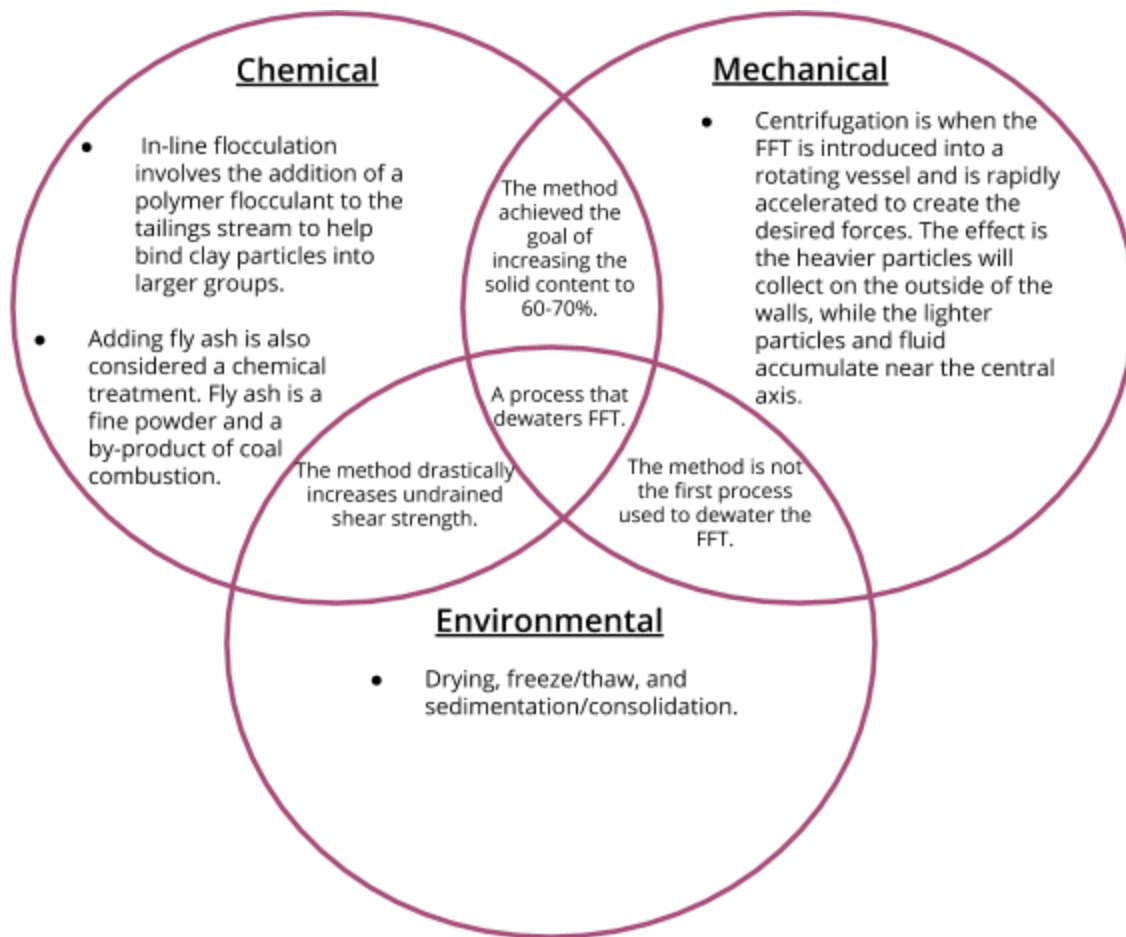 Chemical
● In-line flocculation
involves the addition of a
polymer flocculant to the
tailings stream to help
bind clay particles into
larger groups.
● Adding fly ash is also
considered a chemical
treatment. Fly ash is a
fine powder and a
by-product of coal
combustion.
Mechanical
● Centrifugation is when the
FFT is introduced into a
rotating vessel and is rapidly
accelerated to create the
desired forces. The effect is
the heavier particles will
collect on the outside of the
walls, while the lighter
particles and fluid
accumulate near the central
axis.
The method
achieved the
goal of
increasing the
solid content to
60-70%.
A process that
dewaters FFT.
The method drastically
increases undrained
shear strength.
The method is not
the first process
used to dewater the
FFT.
Environmental
● Drying, freeze/thaw, and
sedimentation/consolidation.